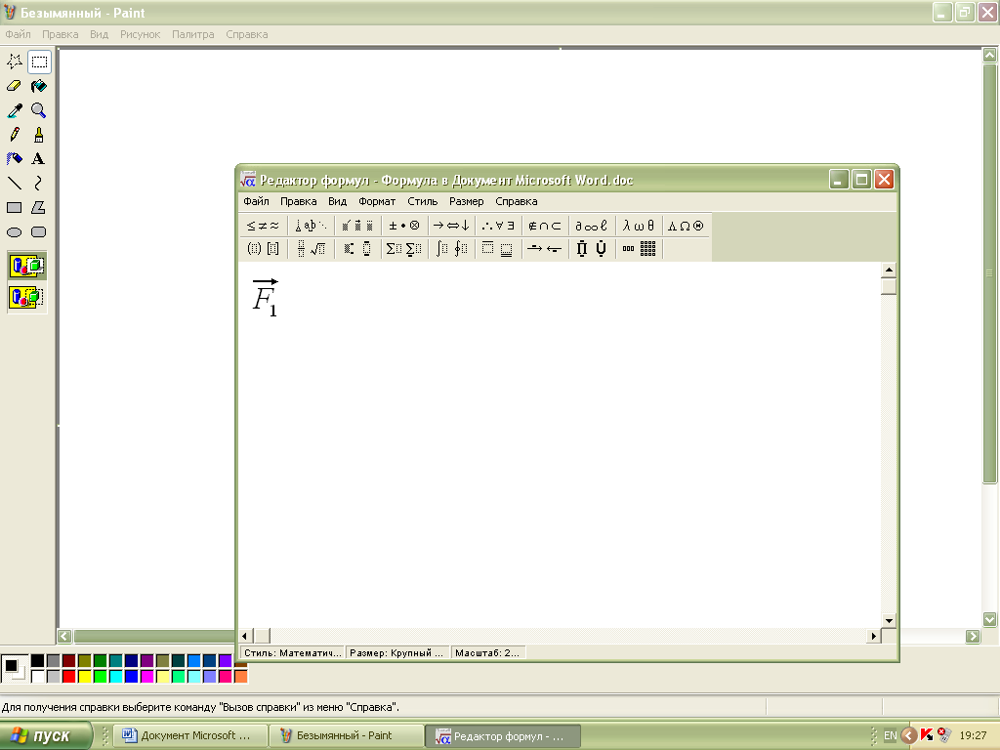 Безымянный - Paint
Файл Правка Вид Рисунок Палитра Справка
A
Редактор формул - Формула в Документ Microsoft Word.doc
Файл Правка Вид Формат Стиль Размер Справка
≤ ≠ ≈ ± • ⊗ → ⇔ ↓ ∴ ∀ ∃ ∉ ∩ ⊂ ∂ ∞ ℓ λ ω θ Λ Ω ⊛
F₁
Стиль: Математич... Размер: Крупный ... Масштаб: 2...
Для получения справки выберите команду "Вызов справки" из меню "Справка".
пуск Документ Microsoft ... Безымянный - Paint Редактор формул - ... EN 19:27